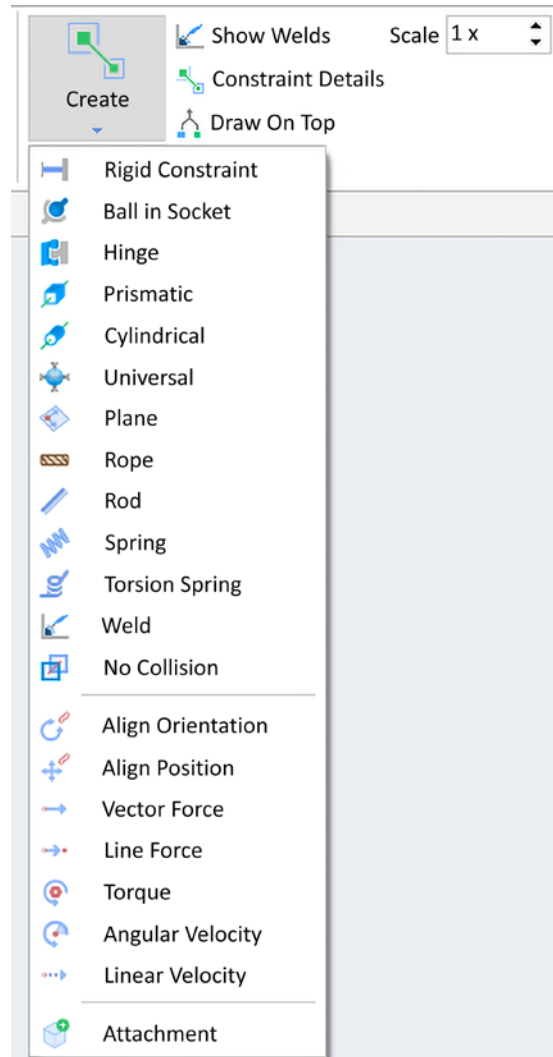 Show Welds Scale 1 x
Constraint Details
Create
Draw On Top
Rigid Constraint
Ball in Socket
Hinge
Prismatic
Cylindrical
Universal
Plane
Rope
Rod
Spring
Torsion Spring
Weld
No Collision
Align Orientation
Align Position
Vector Force
Line Force
Torque
Angular Velocity
Linear Velocity
Attachment